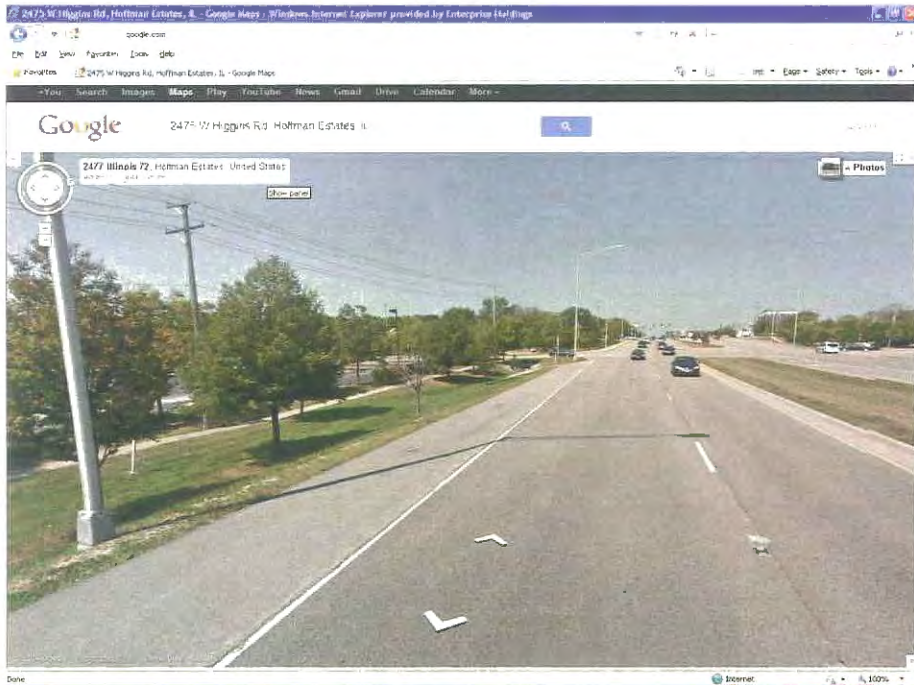 2475 W Higgins Rd, Hoffman Estates, IL - Google Maps - Windows Internet Explorer provided by Enterprise Holdings
google.com
File Edit View Favorites Tools Help
Favorites 2475 W Higgins Rd, Hoffman Estates, IL - Google Maps
Page Safety Tools
+You Search Images Maps Play YouTube News Gmail Drive Calendar More
Google 2475 W Higgins Rd Hoffman Estates IL
2477 Illinois 72, Hoffman Estates, United States
Photos
Show panel
Done Internet 100%